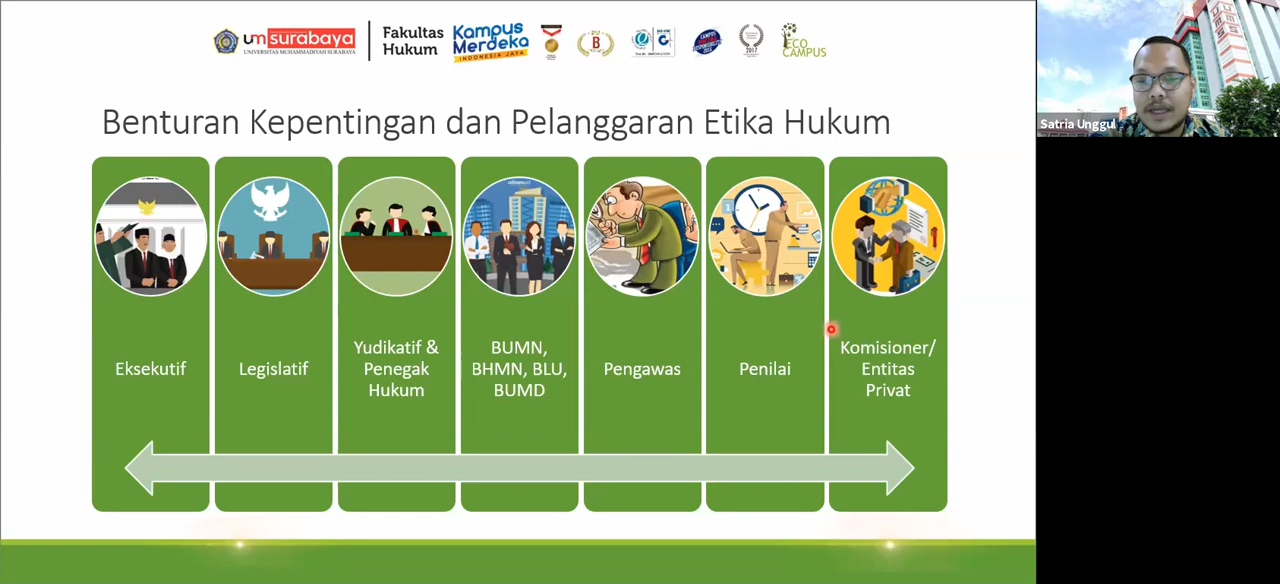 um surabaya
UNIVERSITAS MUHAMMADIYAH SURABAYA
Fakultas
Hukum
Kampus
Merdeka
INDONESIA JAYA
B
2017
ECO
CAMPUS
Satria Unggul
Benturan Kepentingan dan Pelanggaran Etika Hukum
Eksekutif
Legislatif
Yudikatif &
Penegak
Hukum
BUMN,
BHMN, BLU,
BUMD
Pengawas
Penilai
Komisioner/
Entitas
Privat